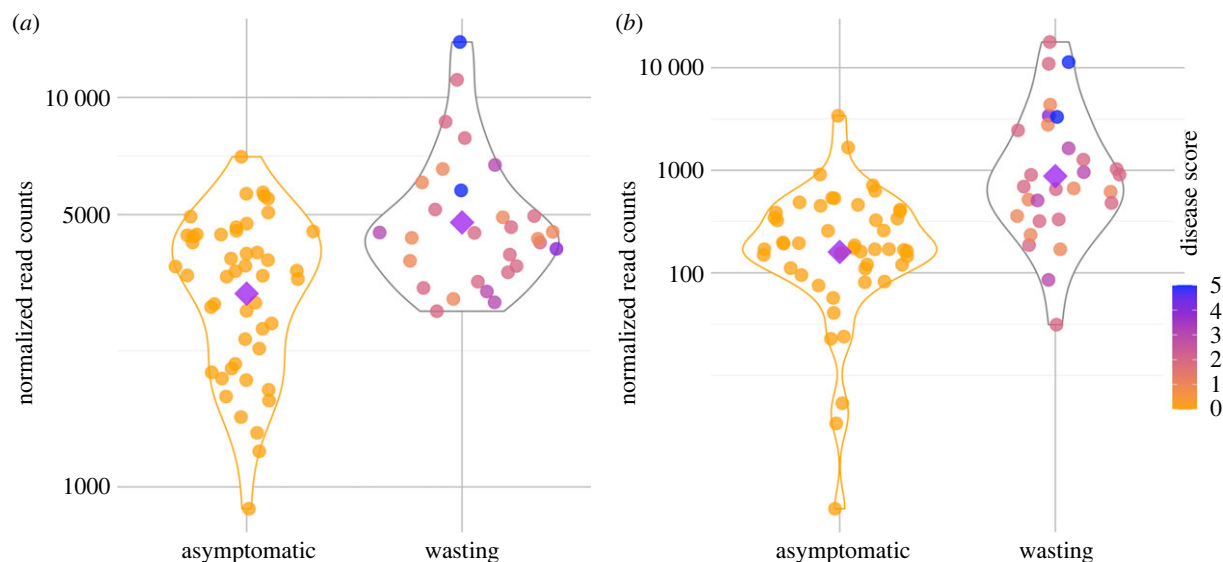 (a)
(b)
normalized read counts
10 000
5000
1000
asymptomatic
wasting
normalized read counts
10 000
1000
100
asymptomatic
wasting
disease score
5
4
3
2
1
0